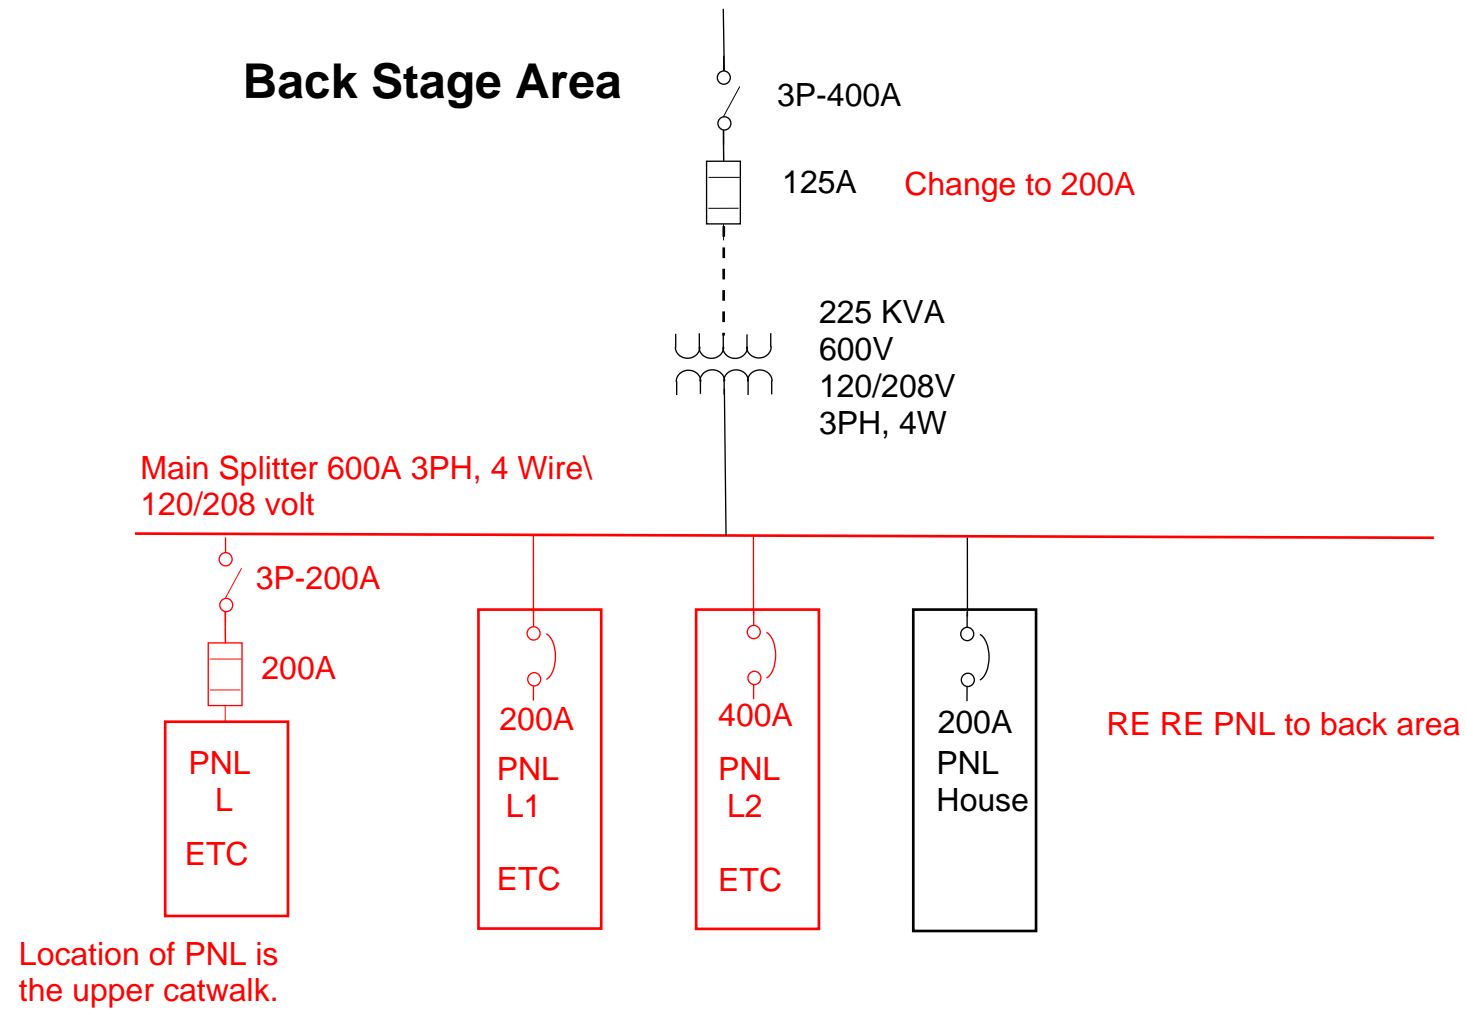 Back Stage Area
3P-400A
125A
Change to 200A
225 KVA
600V
120/208V
3PH, 4W
Main Splitter 600A 3PH, 4 Wire\
120/208 volt
3P-200A
200A
PNL
L
ETC
Location of PNL is
the upper catwalk.
200A
PNL
L1
ETC
400A
PNL
L2
ETC
200A
PNL
House
RE RE PNL to back area